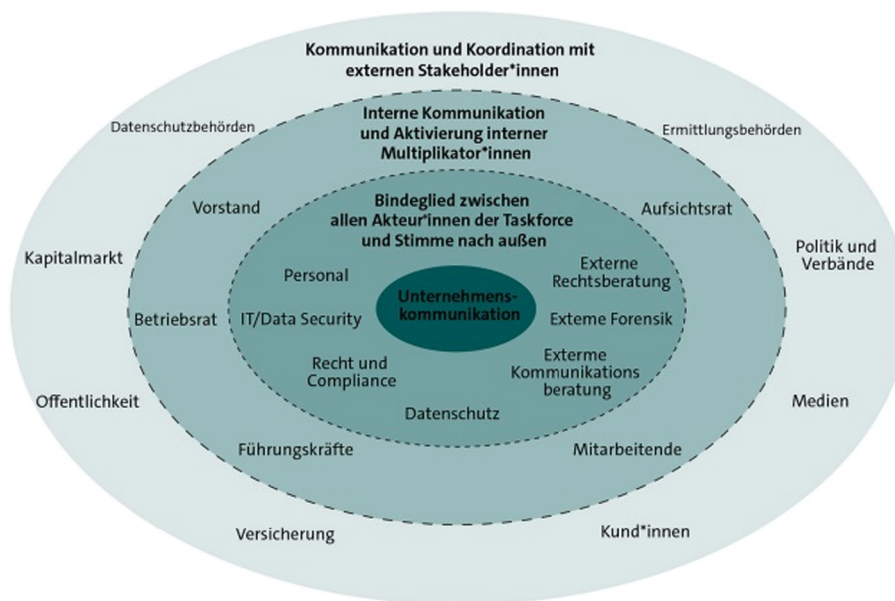 Kommunikation und Koordination mit
externen Stakeholder*innen
Interne Kommunikation
und Aktivierung interner
Multiplikator*innen
Datenschutzbehörden
Ermittlungsbehörden
Bindeglied zwischen
allen Akteur*innen der Taskforce
und Stimme nach außen
Vorstand
Aufsichtsrat
Kapitalmarkt
Politik und
Verbände
Personal
Externe
Rechtsberatung
Unternehmens-
kommunikation
Betriebsrat
IT/Data Security
Exteme Forensik
Recht und
Compliance
Exterme
Kommunikations
beratung
Offentlichkeit
Datenschutz
Medien
Führungskräfte
Mitarbeitende
Versicherung
Kund*innen